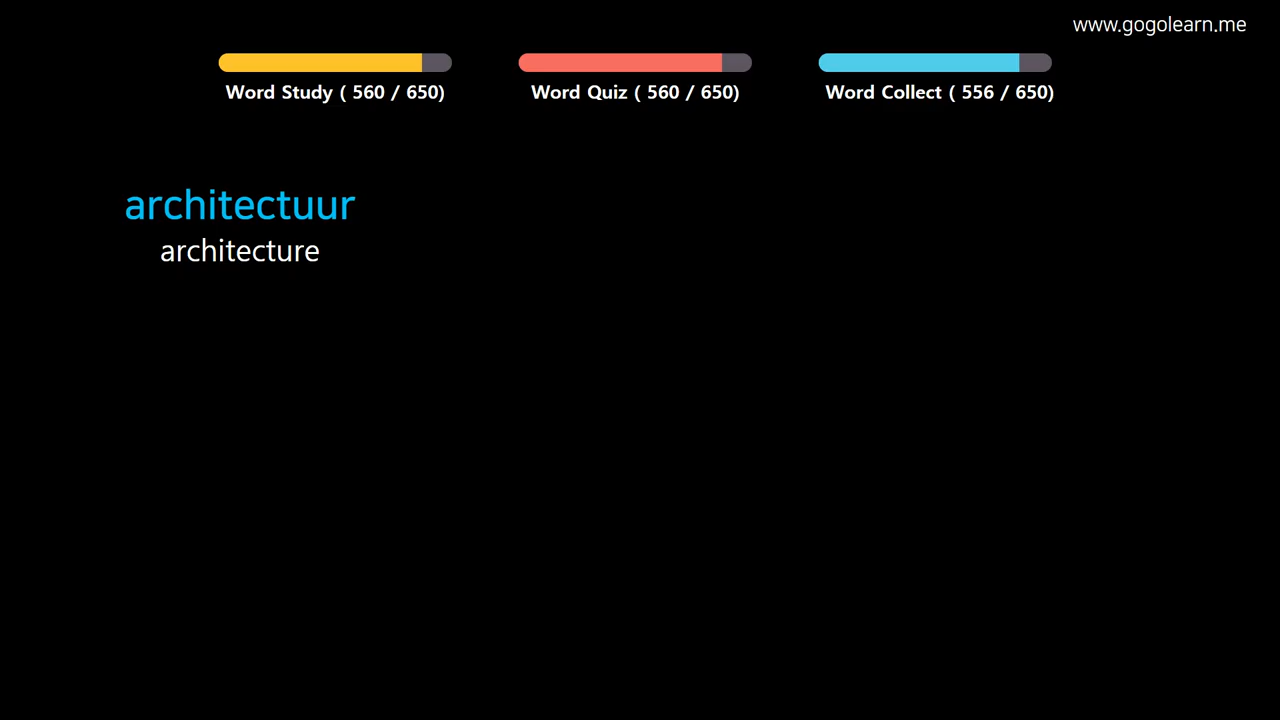 www.gogolearn.me
Word Study ( 560 / 650)
Word Quiz ( 560 / 650)
Word Collect ( 556 / 650)
architectuur
architecture